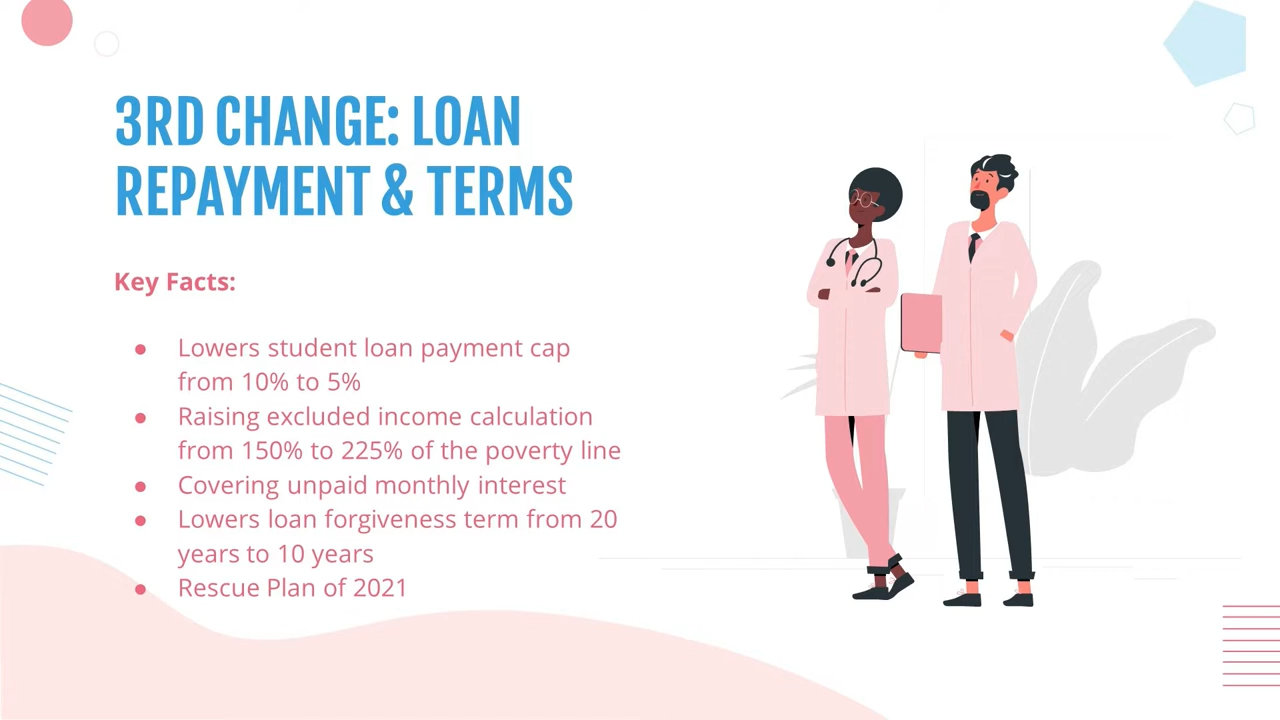 3RD CHANGE: LOAN
REPAYMENT & TERMS
Key Facts:
● Lowers student loan payment cap
from 10% to 5%
● Raising excluded income calculation
from 150% to 225% of the poverty line
● Covering unpaid monthly interest
● Lowers loan forgiveness term from 20
years to 10 years
● Rescue Plan of 2021